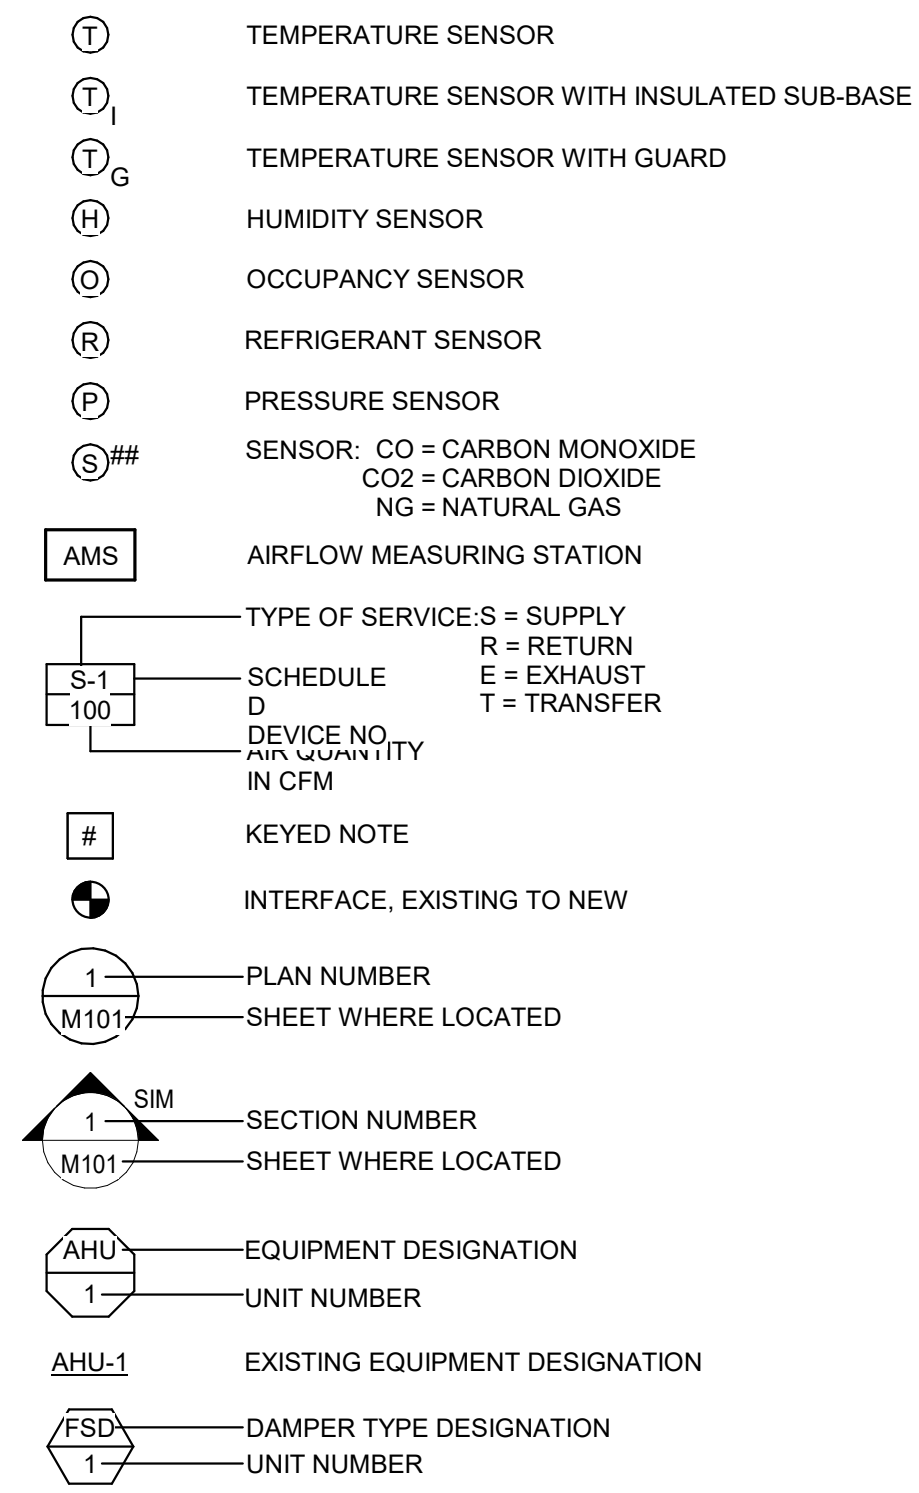 T TEMPERATURE SENSOR
T I TEMPERATURE SENSOR WITH INSULATED SUB-BASE
T G TEMPERATURE SENSOR WITH GUARD
H HUMIDITY SENSOR
O OCCUPANCY SENSOR
R REFRIGERANT SENSOR
P PRESSURE SENSOR
S ## SENSOR: CO = CARBON MONOXIDE
CO2 = CARBON DIOXIDE
NG = NATURAL GAS
AMS AIRFLOW MEASURING STATION
TYPE OF SERVICE: S = SUPPLY
R = RETURN
E = EXHAUST
T = TRANSFER
S-1 SCHEDULE
100 D
DEVICE NO
AIR QUANTITY
IN CFM
# KEYED NOTE
INTERFACE, EXISTING TO NEW
1 PLAN NUMBER
M101 SHEET WHERE LOCATED
SIM
1 SECTION NUMBER
M101 SHEET WHERE LOCATED
AHU EQUIPMENT DESIGNATION
1 UNIT NUMBER
AHU-1 EXISTING EQUIPMENT DESIGNATION
FSD DAMPER TYPE DESIGNATION
1 UNIT NUMBER